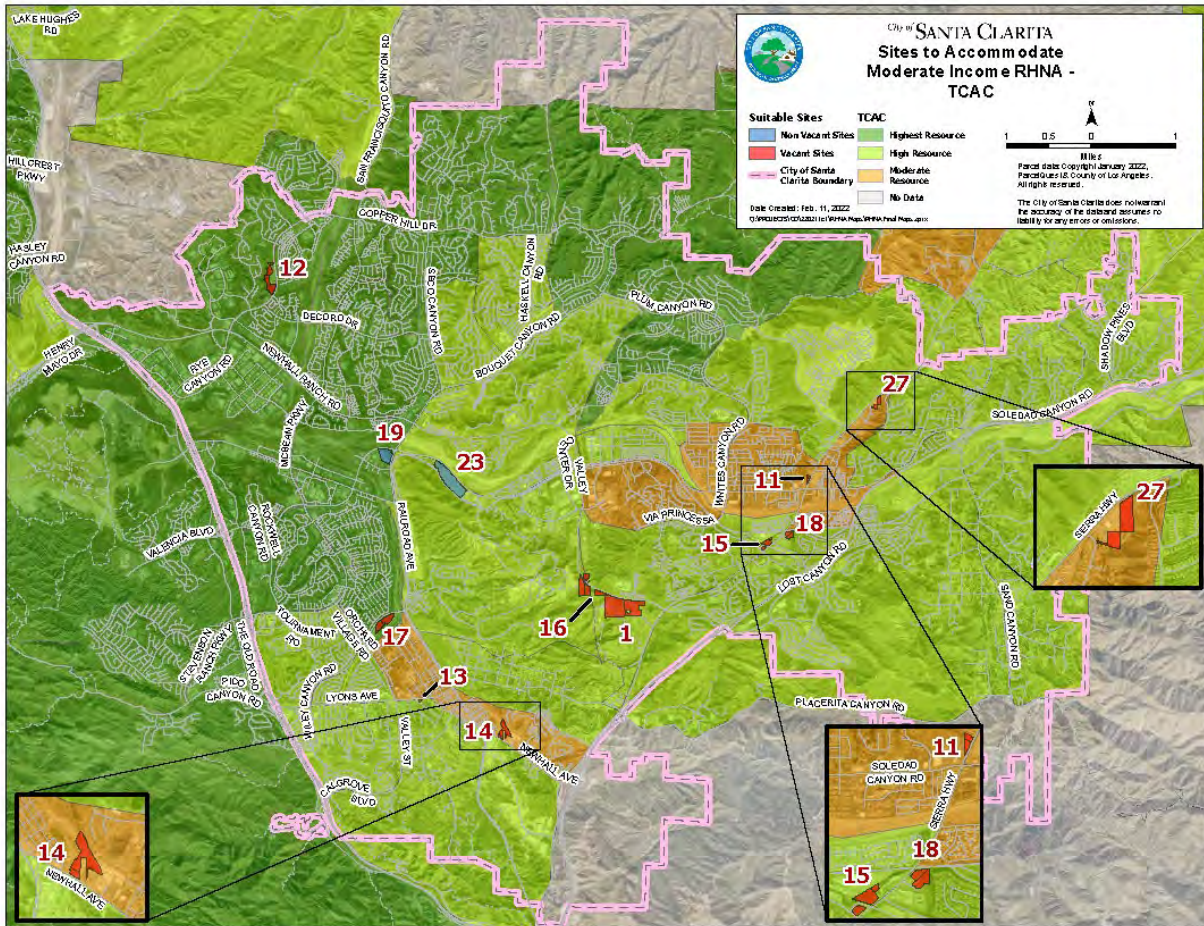 City of SANTA CLARITA
Sites to Accommodate
Moderate Income RHNA -
TCAC
Suitable Sites
Non Vacant Sites
Vacant Sites
City of Santa
Clarita Boundary
TCAC
Highest Resource
High Resource
Moderate
Resource
No Data
N
1 0.5 0 1
Miles
Parcel data: Copyright January 2022,
ParcelQuest & County of Los Angeles.
All rights reserved.
The City of Santa Clarita does not warrant
the accuracy of the data and assumes no
liability for any errors or omissions.
Date Created: Feb. 11, 2022
LAKE HUGHES
RD
SAN FRANCISQUITO CANYON RD
HILLCREST
PKWY
HASLEY
CANYON RD
COPPER HILL DR
12
DECORO DR
SECO CANYON RD
HASKELL CANYON
RD
PLUM CANYON RD
BOUQUET CANYON RD
HENRY
MAYO DR
RYE
CANYON RD
NEWHALL RANCH RD
MCBEAN PKWY
SHADOW PINES
BLVD
SOLEDAD CANYON RD
27
19
23
VALLEY
CENTER DR
WHITES CANYON RD
11
VIA PRINCESSA
18
15
LOST CANYON RD
RAILROAD AVE
ROCKWELL
CANYON RD
VALENCIA BLVD
SIERRA HWY
27
16
1
SAND CANYON RD
17
ORCHARD
VILLAGE RD
TOURNAMENT
RD
STEVENSON
RANCH PKWY
THE OLD ROAD
PICO
CANYON RD
WILEY CANYON RD
LYONS AVE
13
VALLEY ST
14
NEWHALL AVE
PLACERITA CANYON RD
CALGROVE
BLVD
14
NEWHALL AVE
11
SOLEDAD
CANYON RD
SIERRA HWY
18
15